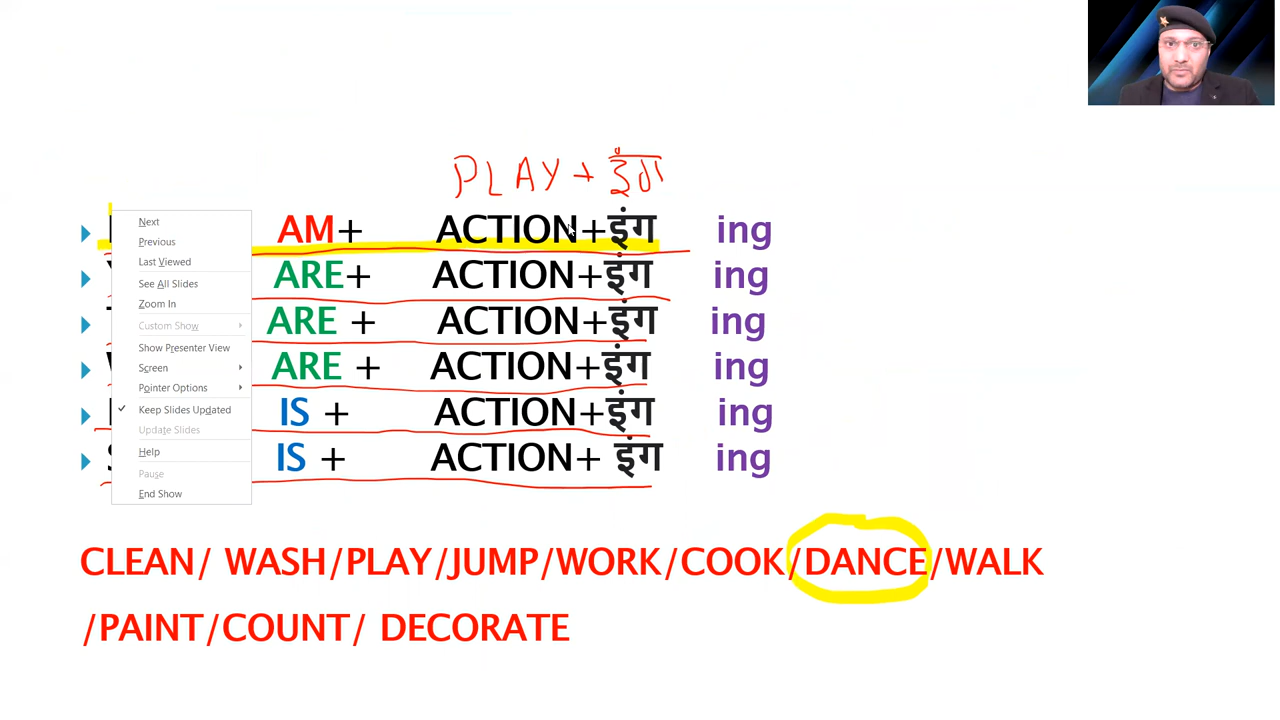 PLAY + इंग
AM+ ACTION+इंग ing
ARE+ ACTION+इंग ing
ARE + ACTION+इंग ing
ARE + ACTION+इंग ing
IS + ACTION+इंग ing
IS + ACTION+ इंग ing
Next
Previous
Last Viewed
See All Slides
Zoom In
Custom Show
Show Presenter View
Screen
Pointer Options
Keep Slides Updated
Update Slides
Help
Pause
End Show
CLEAN/ WASH/PLAY/JUMP/WORK/COOK/DANCE/WALK
/PAINT/COUNT/ DECORATE